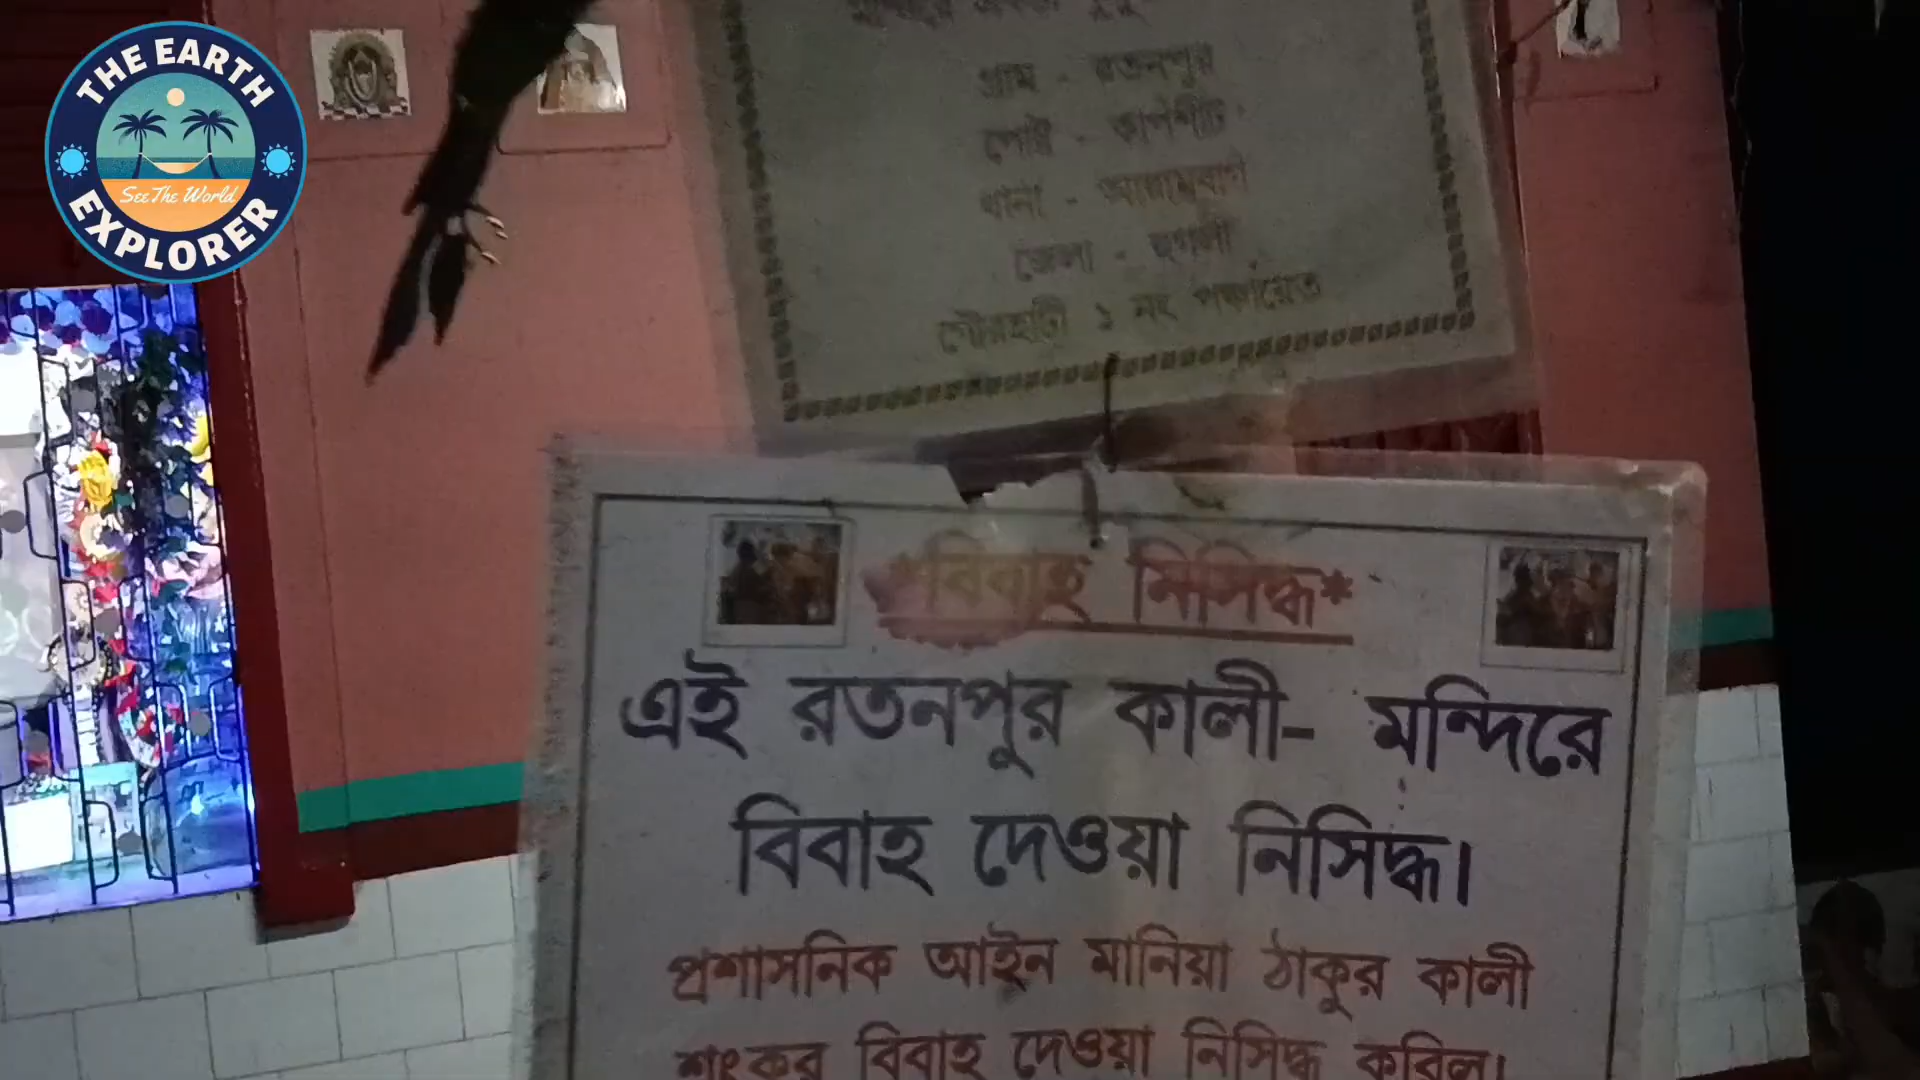 THE EARTH
See The World
EXPLORER
গ্রাম - রতনপুর
পোষ্ট - কাপশীট
থানা - আরামবাগ
জেলা - হুগলী
গৌরহাটী ১ নং পঞ্চায়েত
*বিবাহ নিসিদ্ধ*
এই রতনপুর কালী- মন্দিরে
বিবাহ দেওয়া নিসিদ্ধ।
প্রশাসনিক আইন মানিয়া ঠাকুর কালী
শংকর বিবাহ দেওয়া নিসিদ্ধ করিল।